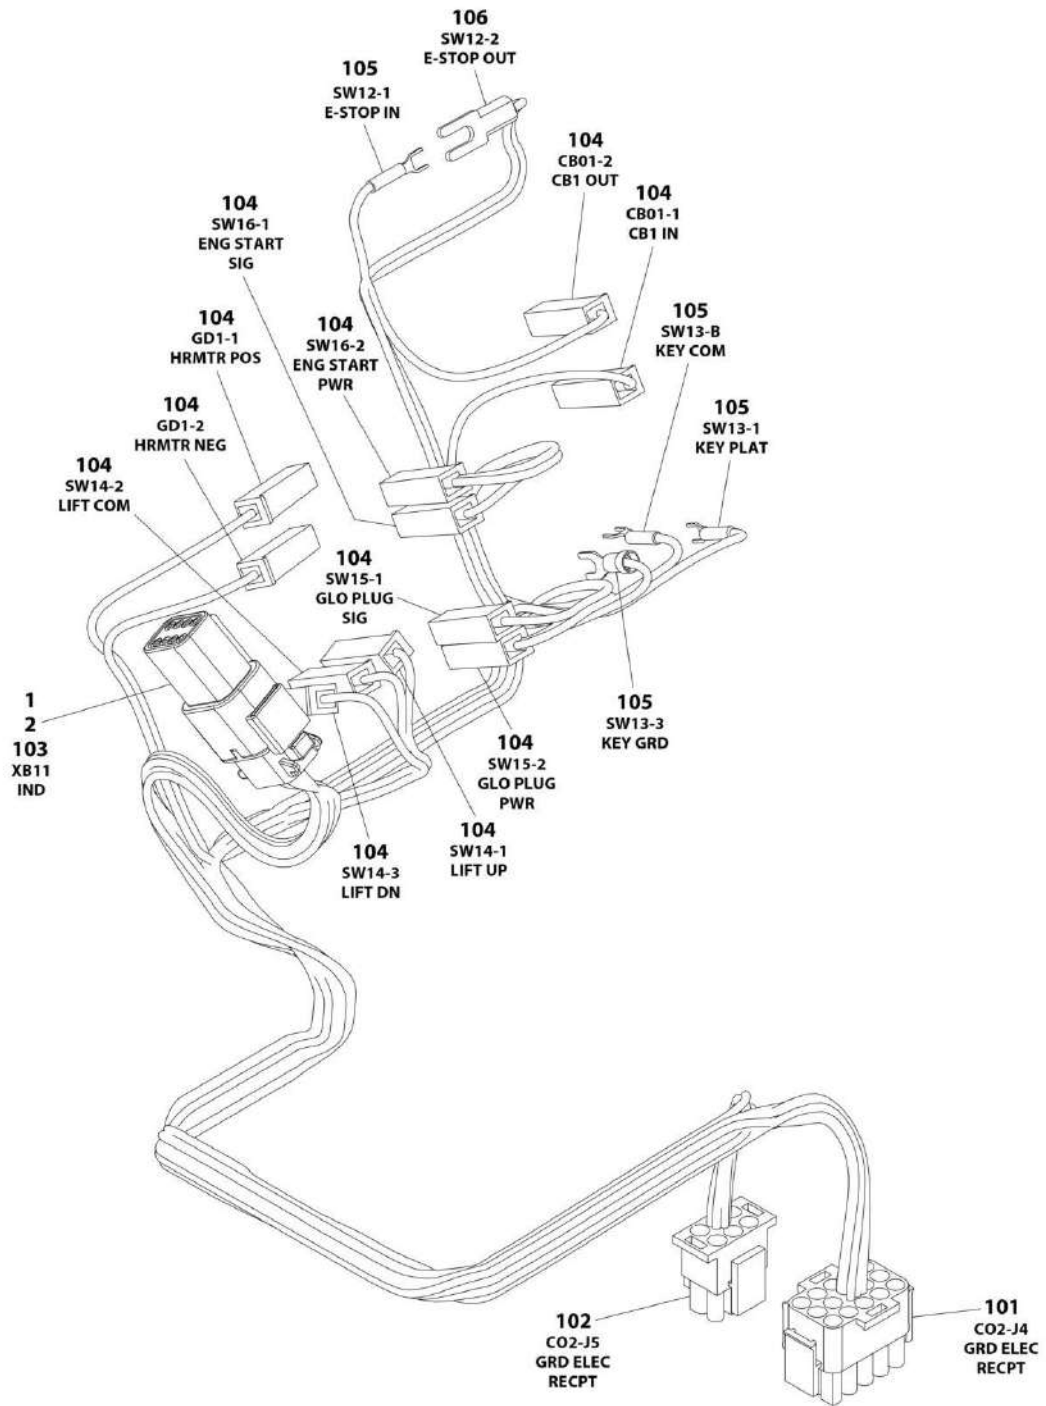 106
SW12-2
E-STOP OUT
105
SW12-1
E-STOP IN
104
CB01-2
CB1 OUT
104
CB01-1
CB1 IN
104
SW16-1
ENG START
SIG
104
GD1-1
HRMTR POS
104
SW16-2
ENG START
PWR
105
SW13-B
KEY COM
105
SW13-1
KEY PLAT
104
GD1-2
HRMTR NEG
104
SW14-2
LIFT COM
104
SW15-1
GLO PLUG
SIG
1
2
103
XB11
IND
105
SW13-3
KEY GRD
104
SW15-2
GLO PLUG
PWR
104
SW14-1
LIFT UP
104
SW14-3
LIFT DN
102
CO2-J5
GRD ELEC
RECPT
101
CO2-J4
GRD ELEC
RECPT